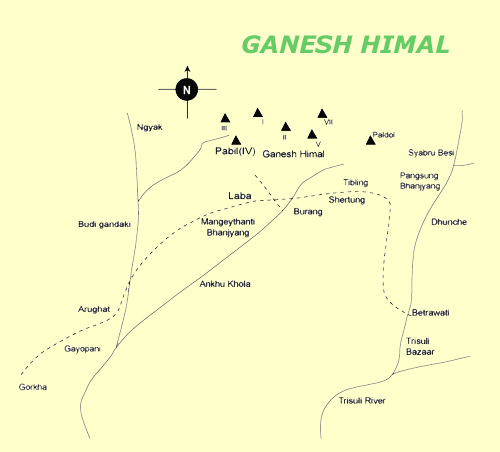 GANESH HIMAL
N
I
VII
III
II
V
Ngyak
Paldoi
Pabil(IV)
Ganesh Himal
Syabru Besi
Pangsung
Bhanjyang
Tibling
Laba
Shertung
Burang
Mangeythanti
Bhanjyang
Budi gandaki
Dhunche
Ankhu Khola
Arughat
Betrawati
Gayopani
Trisuli
Bazaar
Gorkha
Trisuli River